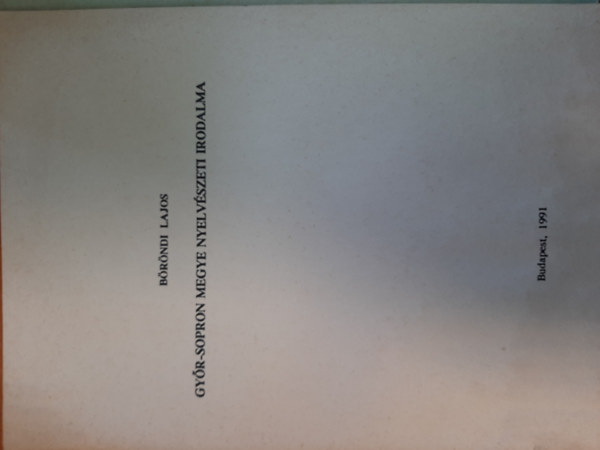 BÖRÖNDI LAJOS
GYŐR-SOPRON MEGYE NYELVÉSZETI IRODALMA
Budapest, 1991